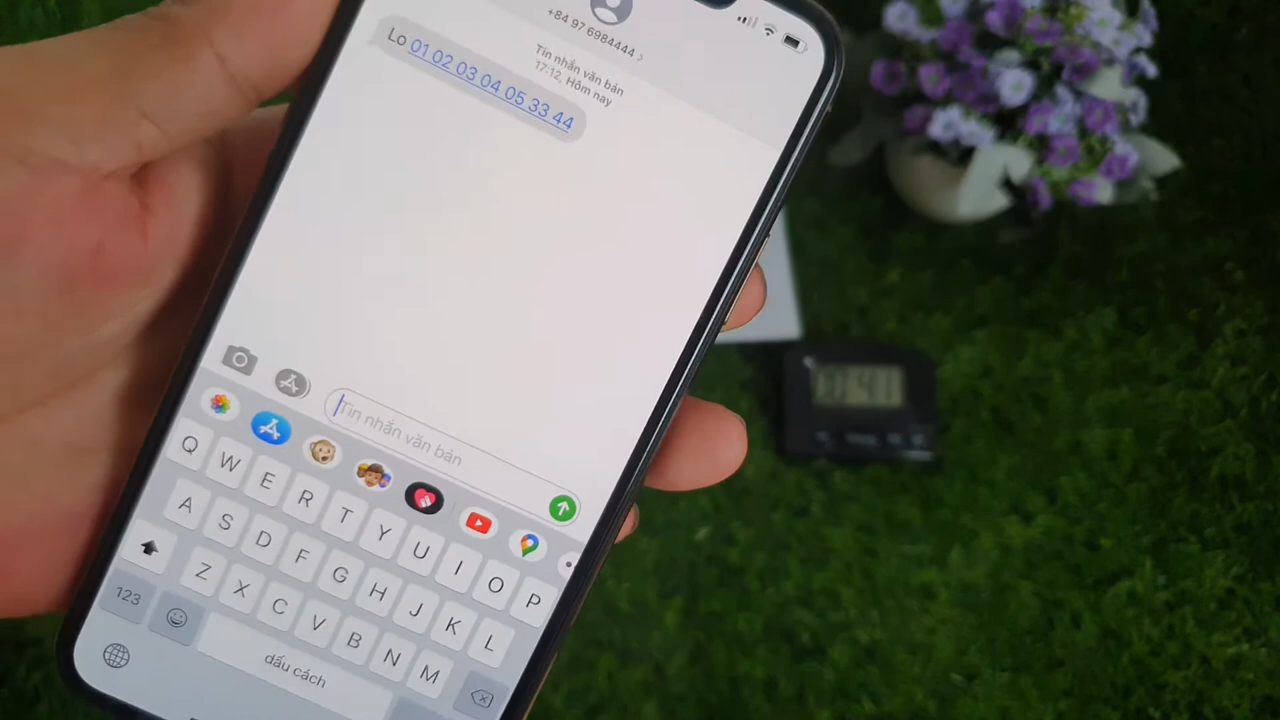 +84 97 6984444 >
Tin nhắn văn bản
17:12, Hôm nay
Lo 01 02 03 04 05 33 44
Tin nhắn văn bản
Q W E R T Y U I O P
A S D F G H J K L
Z X C V B N M
123
dấu cách